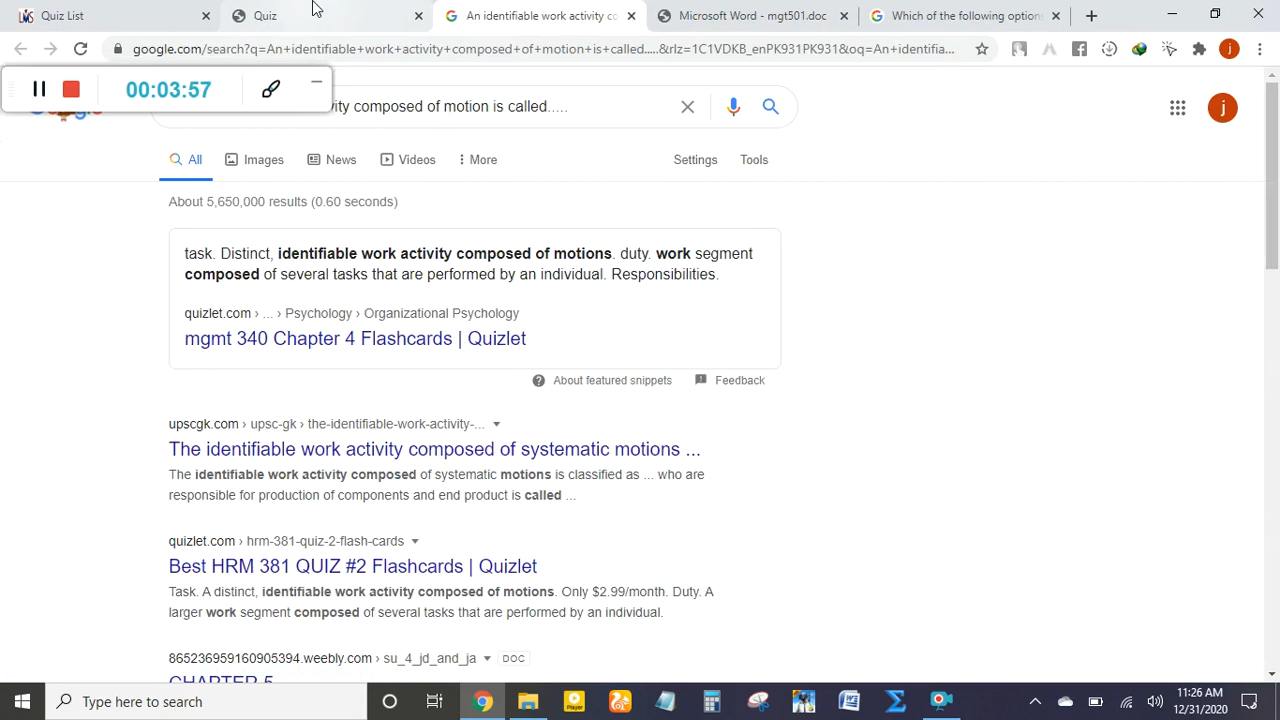 Quiz List
Quiz
An identifiable work activity co
Microsoft Word - mgt501.doc
Which of the following option
google.com/search?q=An+identifiable+work+activity+composed+of+motion+is+called.....&rlz=1C1VDKB_enPK931PK931&oq=An+identifia...
00:03:57
vity composed of motion is called.....
j
j
All
Images
News
Videos
More
Settings
Tools
About 5,650,000 results (0.60 seconds)
task. Distinct, identifiable work activity composed of motions. duty. work segment
composed of several tasks that are performed by an individual. Responsibilities.
quizlet.com › ... › Psychology › Organizational Psychology
mgmt 340 Chapter 4 Flashcards | Quizlet
About featured snippets
Feedback
upscgk.com › upsc-gk › the-identifiable-work-activity-...
The identifiable work activity composed of systematic motions ...
The identifiable work activity composed of systematic motions is classified as ... who are
responsible for production of components and end product is called ...
quizlet.com › hrm-381-quiz-2-flash-cards
Best HRM 381 QUIZ #2 Flashcards | Quizlet
Task. A distinct, identifiable work activity composed of motions. Only $2.99/month. Duty. A
larger work segment composed of several tasks that are performed by an individual.
865236959160905394.weebly.com › su_4_jd_and_ja
DOC
CHAPTER 5
Type here to search
Player
11:26 AM
12/31/2020